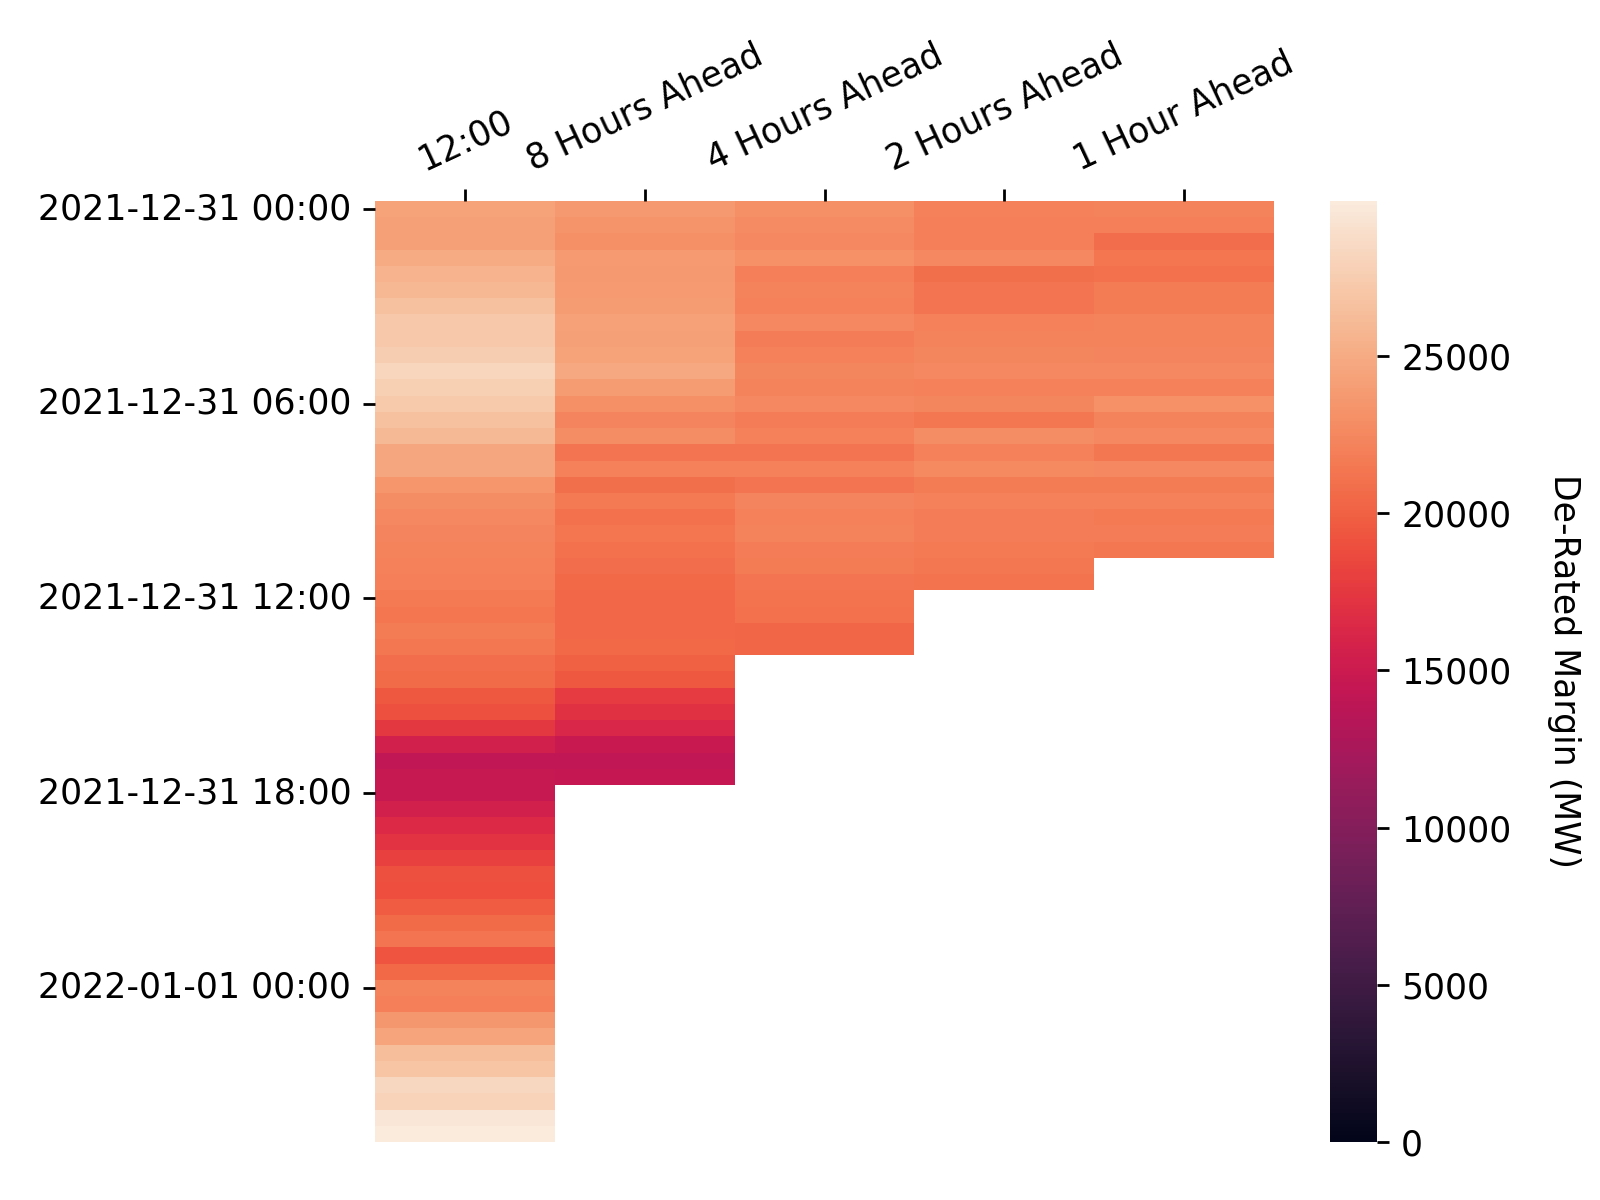 12:00
8 Hours Ahead
4 Hours Ahead
2 Hours Ahead
1 Hour Ahead
2021-12-31 00:00
2021-12-31 06:00
2021-12-31 12:00
2021-12-31 18:00
2022-01-01 00:00
25000
20000
15000
10000
5000
0
De-Rated Margin (MW)